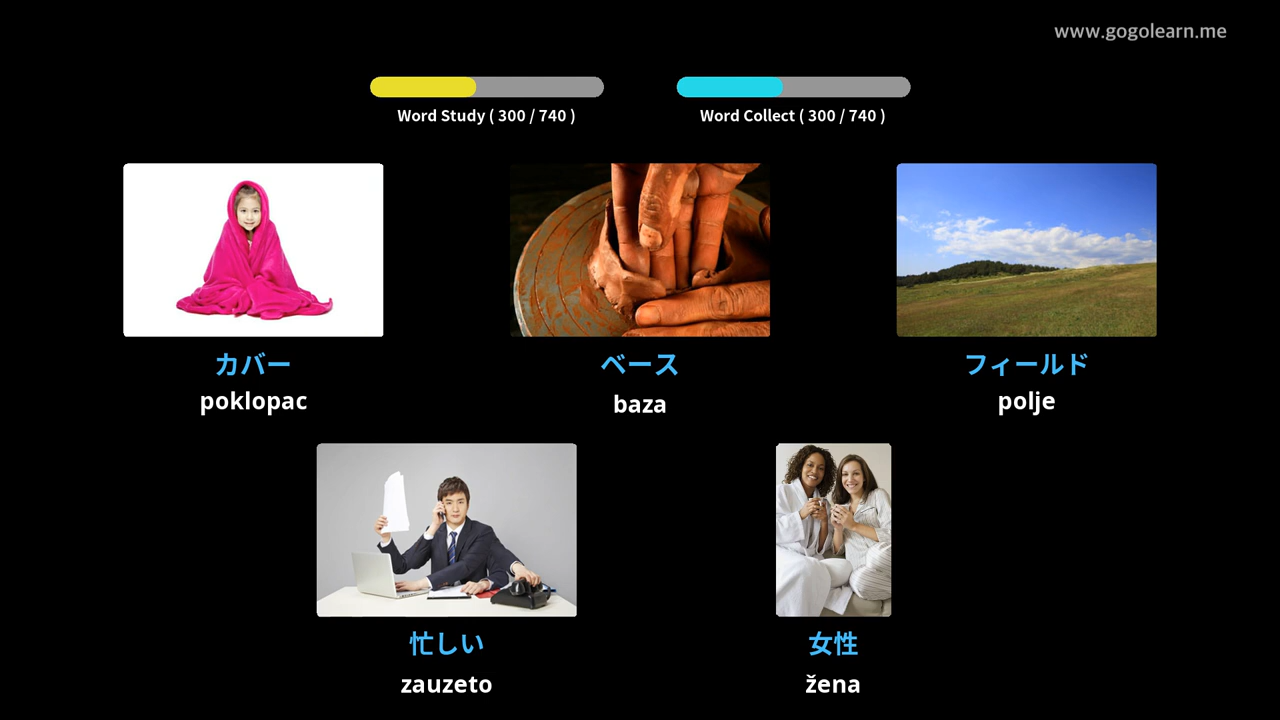 www.gogolearn.me
Word Study ( 300 / 740 )
Word Collect ( 300 / 740 )
カバー
poklopac
ベース
baza
フィールド
polje
忙しい
zauzeto
女性
žena